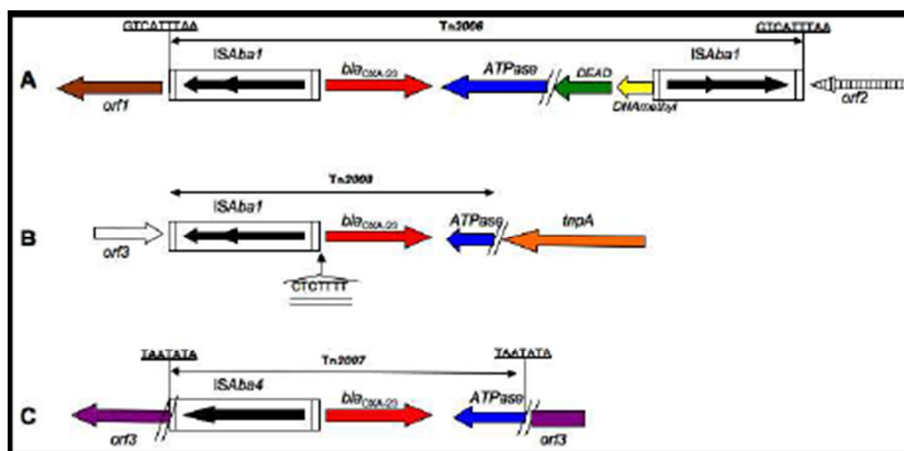 GTCATTTAA GTCATTTAA
Tn2006
ISAba1 ISAba1
A blaOXA-23 ATPase DEAD
orf1 DNAmethyl orf2
Tn2008
ISAba1
B blaOXA-23 ATPase tnpA
orf3
CTCTTTT
TAATATA TAATATA
Tn2007
ISAba4
C blaOXA-23 ATPase
orf3 orf3